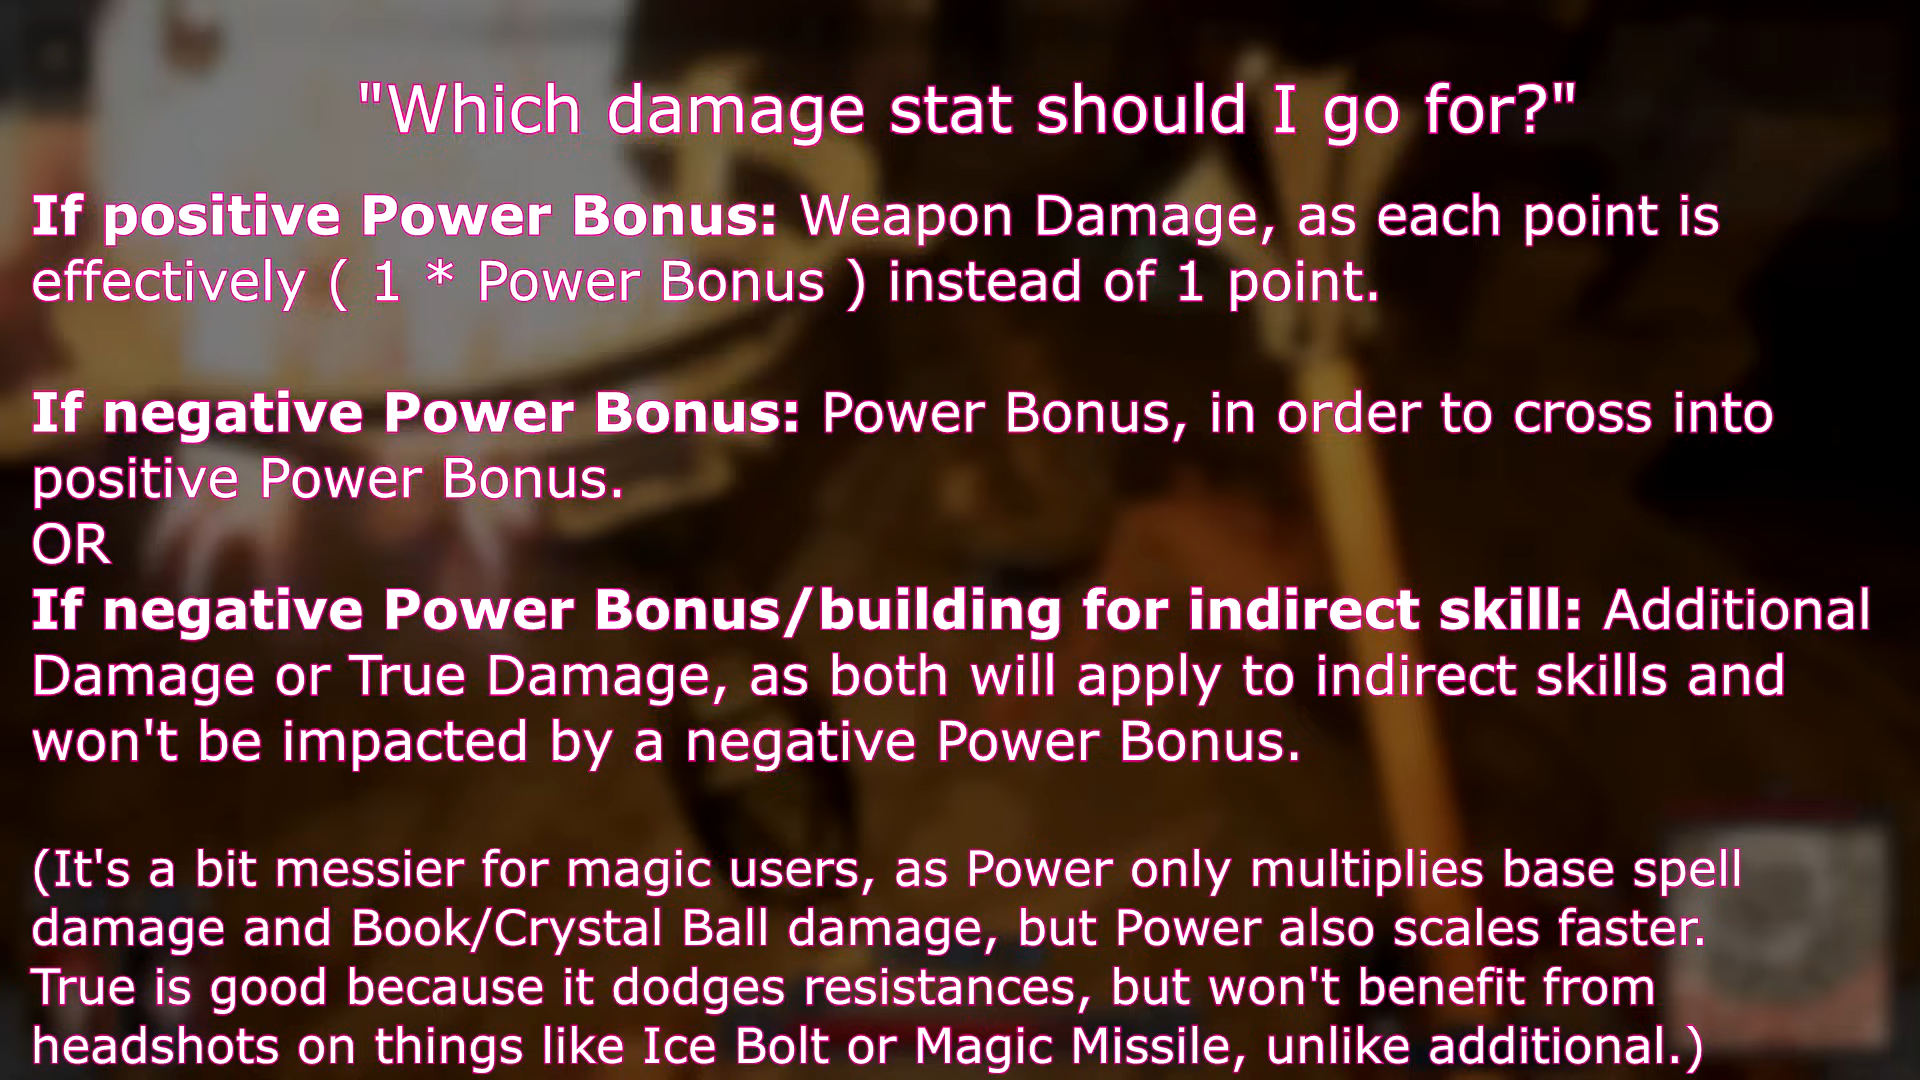 "Which damage stat should I go for?"
If positive Power Bonus: Weapon Damage, as each point is
effectively ( 1 * Power Bonus ) instead of 1 point.
If negative Power Bonus: Power Bonus, in order to cross into
positive Power Bonus.
OR
If negative Power Bonus/building for indirect skill: Additional
Damage or True Damage, as both will apply to indirect skills and
won't be impacted by a negative Power Bonus.
(It's a bit messier for magic users, as Power only multiplies base spell
damage and Book/Crystal Ball damage, but Power also scales faster.
True is good because it dodges resistances, but won't benefit from
headshots on things like Ice Bolt or Magic Missile, unlike additional.)